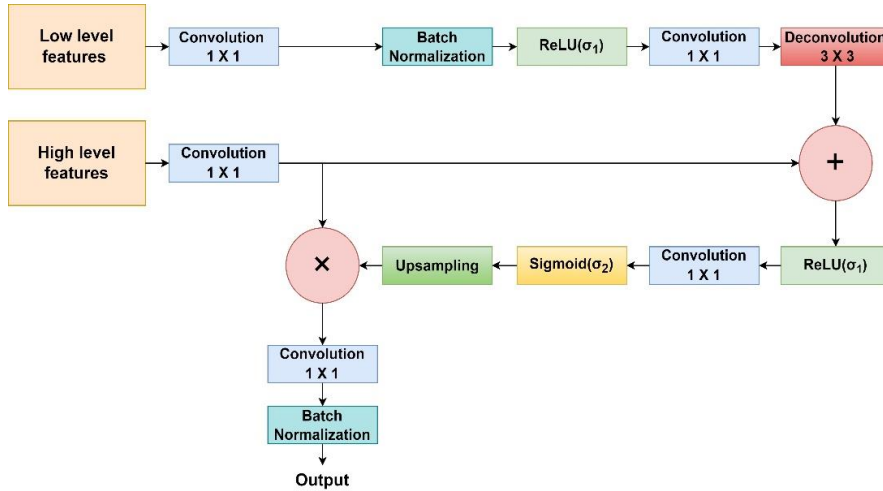 Low level
features
Convolution
1 X 1
Batch
Normalization
ReLU(σ₁)
Convolution
1 X 1
Deconvolution
3 X 3
High level
features
Convolution
1 X 1
+
×
Upsampling
Sigmoid(σ₂)
Convolution
1 X 1
ReLU(σ₁)
Convolution
1 X 1
Batch
Normalization
Output